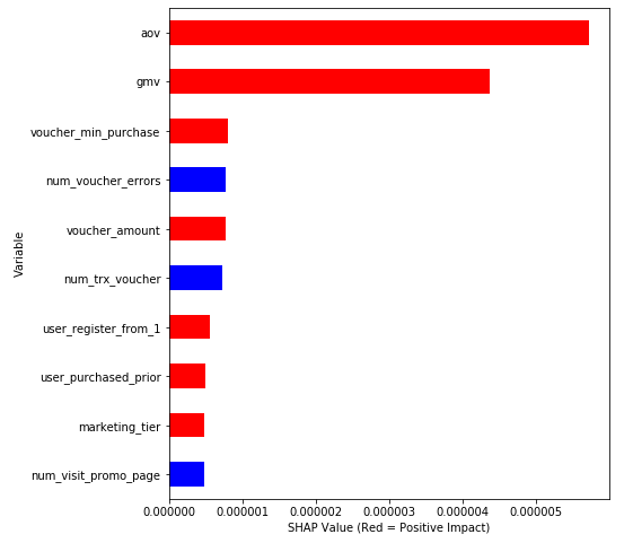 aov
gmv
voucher_min_purchase
num_voucher_errors
voucher_amount
num_trx_voucher
user_register_from_1
user_purchased_prior
marketing_tier
num_visit_promo_page
Variable
0.000000 0.000001 0.000002 0.000003 0.000004 0.000005
SHAP Value (Red = Positive Impact)